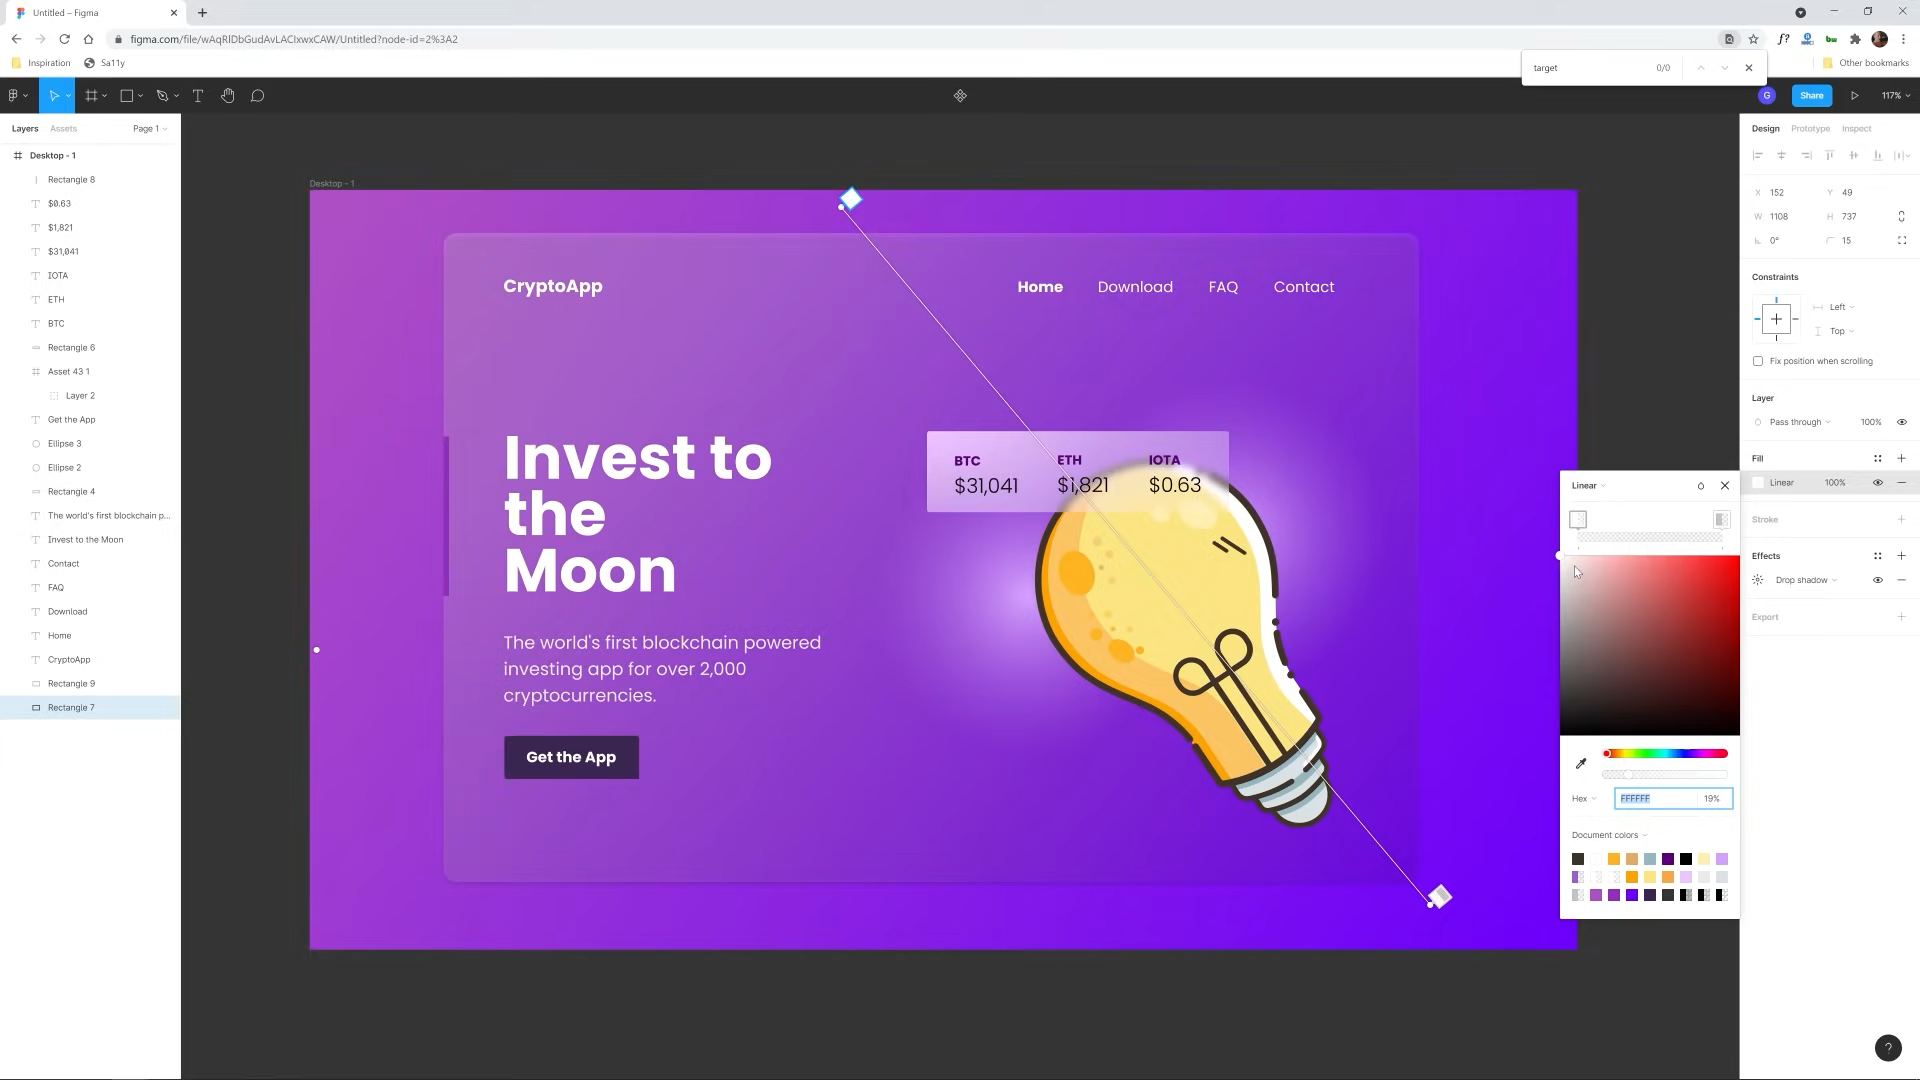 Untitled – Figma
figma.com/file/wAqRlDbGudAvLACIxwxCAW/Untitled?node-id=2%3A2
Inspiration
Sa11y
Other bookmarks
target
0/0
G
Share
117%
Layers
Assets
Page 1
Desktop - 1
Rectangle 8
$0.63
$1,821
$31,041
IOTA
ETH
BTC
Rectangle 6
Asset 43 1
Layer 2
Get the App
Ellipse 3
Ellipse 2
Rectangle 4
The world's first blockchain p...
Invest to the Moon
Contact
FAQ
Download
Home
CryptoApp
Rectangle 9
Rectangle 7
Desktop - 1
CryptoApp
Home
Download
FAQ
Contact
Invest to
the
Moon
The world's first blockchain powered
investing app for over 2,000
cryptocurrencies.
Get the App
BTC
ETH
IOTA
$31,041
$1,821
$0.63
Design
Prototype
Inspect
X 152
Y 49
W 1108
H 737
0°
15
Constraints
Left
Top
Fix position when scrolling
Layer
Pass through
100%
Fill
Linear
100%
Stroke
Effects
Drop shadow
Export
Linear
Hex
FFFFFF
19%
Document colors
?